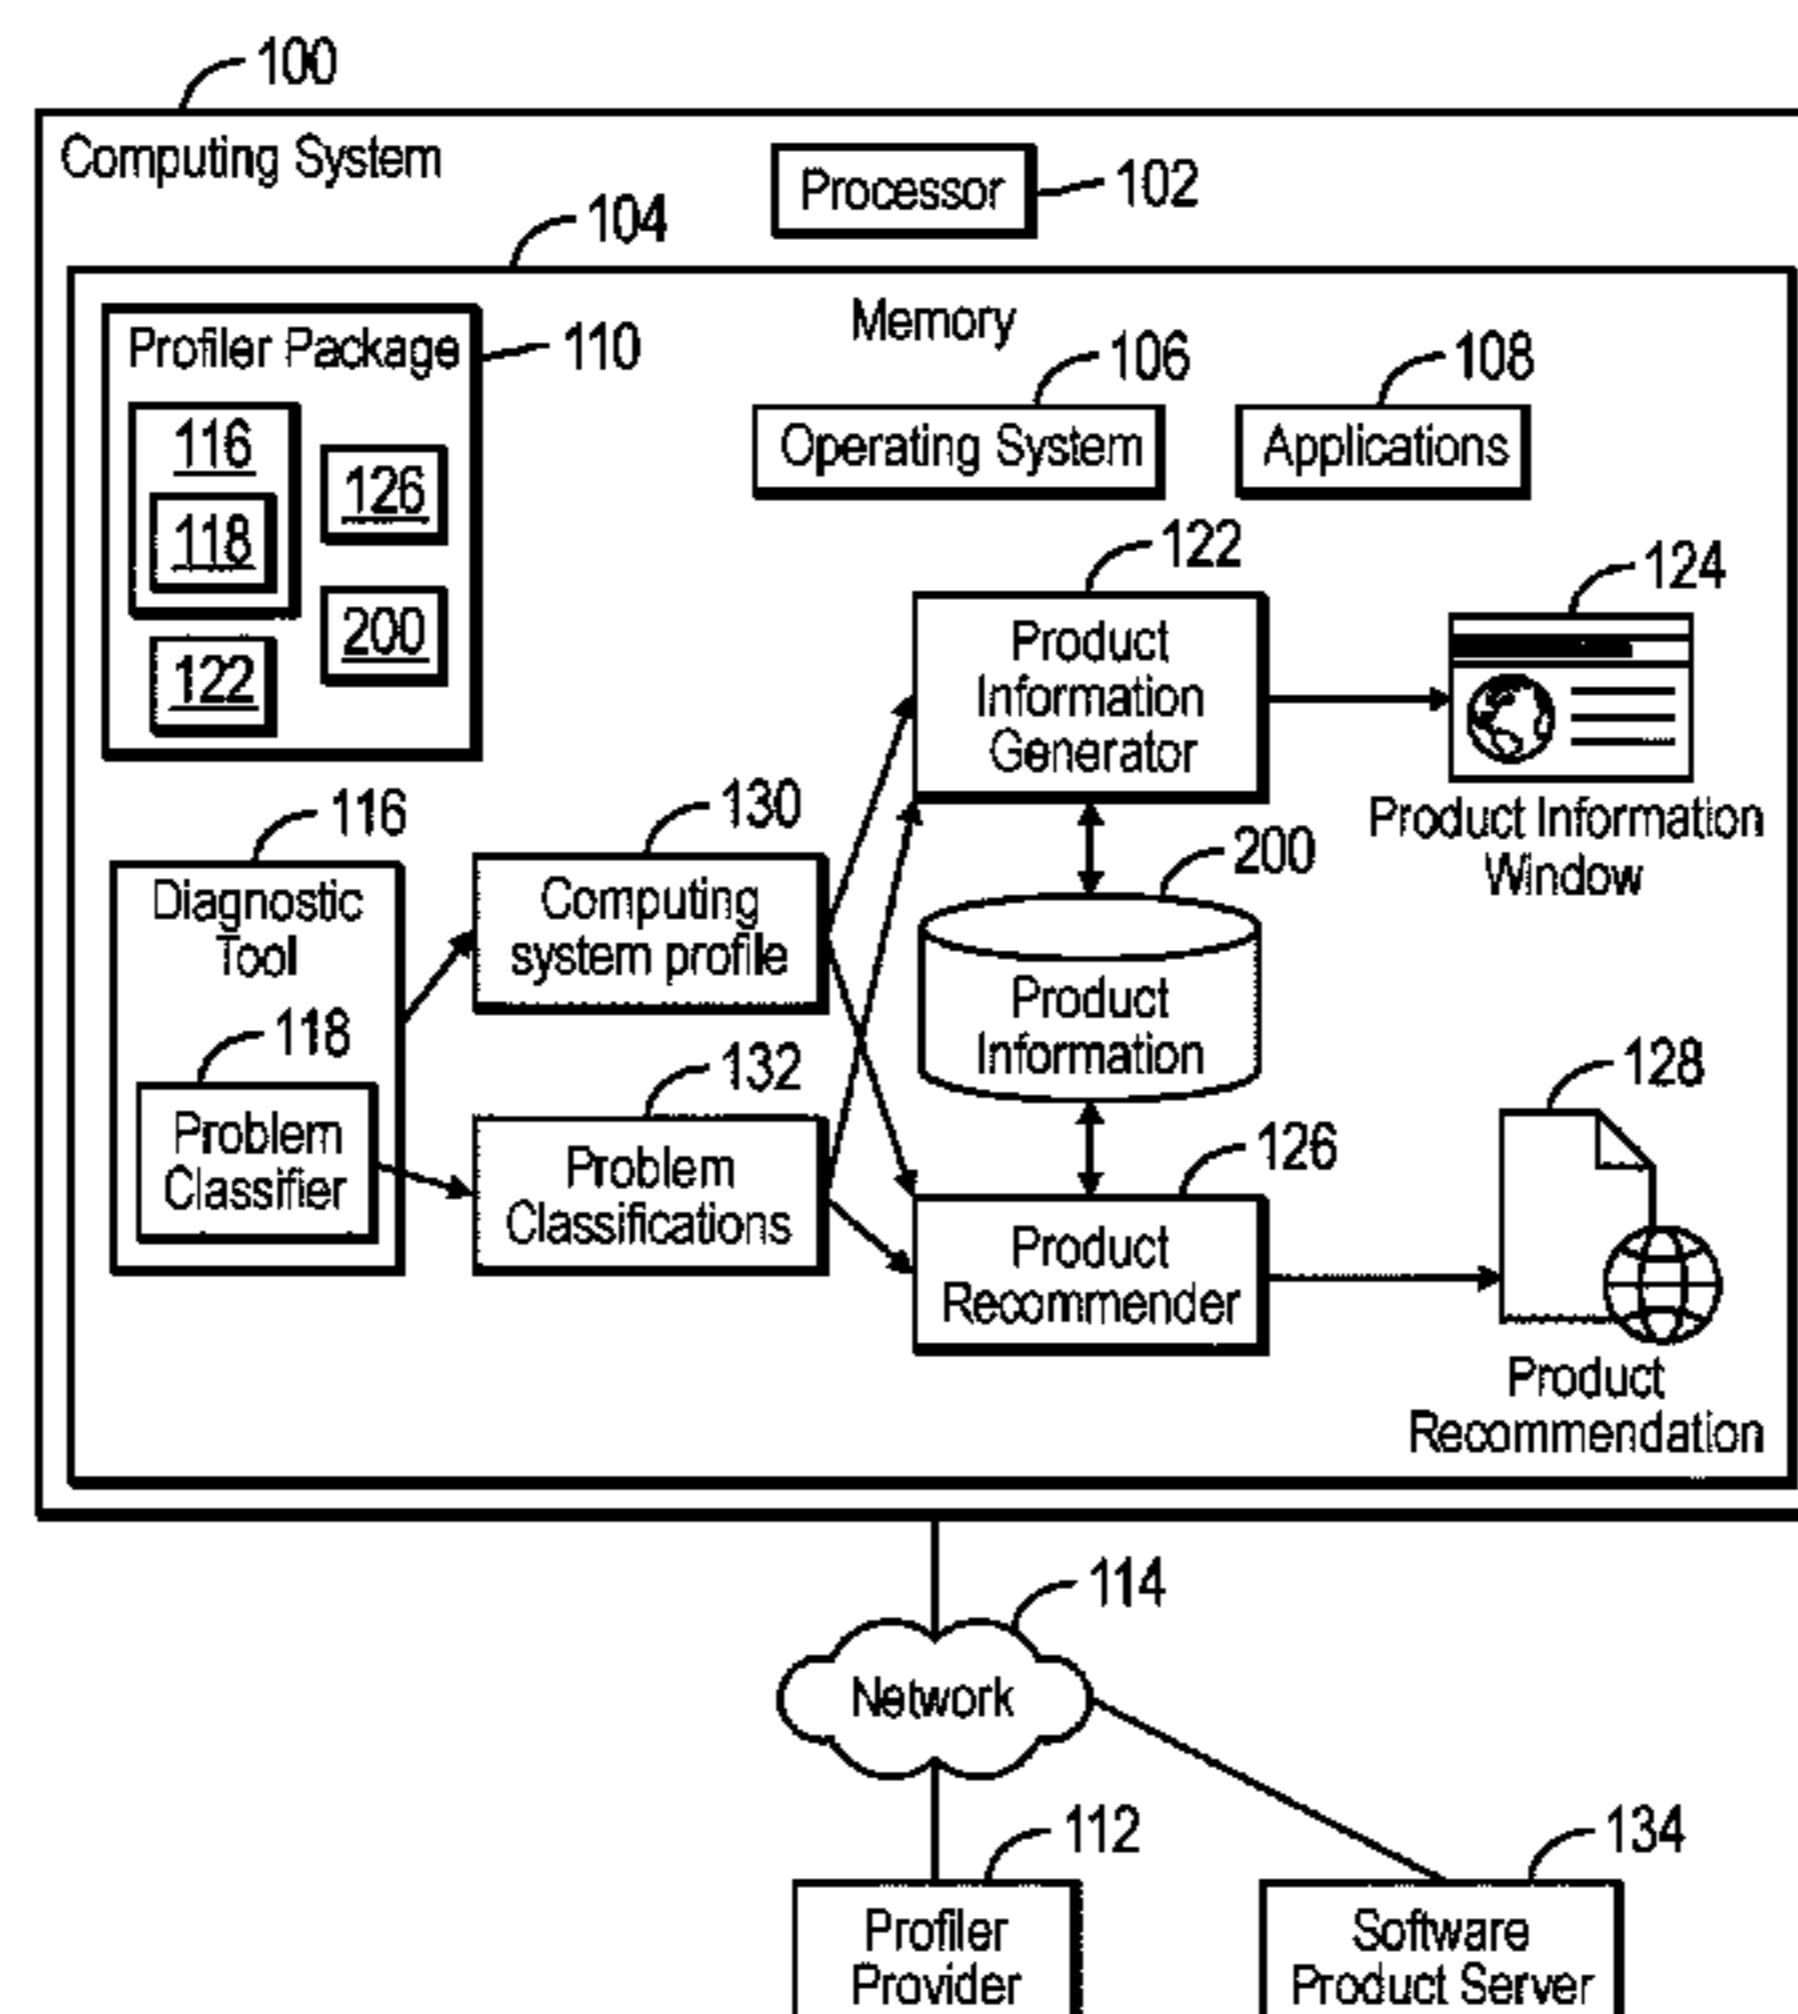 100
Computing System
Processor
102
104
Memory
Profiler Package
110
106
108
116
Operating System
Applications
126
118
122
124
200
Product
Information
Generator
122
Product Information
Window
116
130
200
Diagnostic
Tool
Computing
system profile
Product
Information
118
132
128
Problem
Classifier
Problem
Classifications
126
Product
Recommender
Product
Recommendation
114
Network
112
134
Profiler
Provider
Software
Product Server